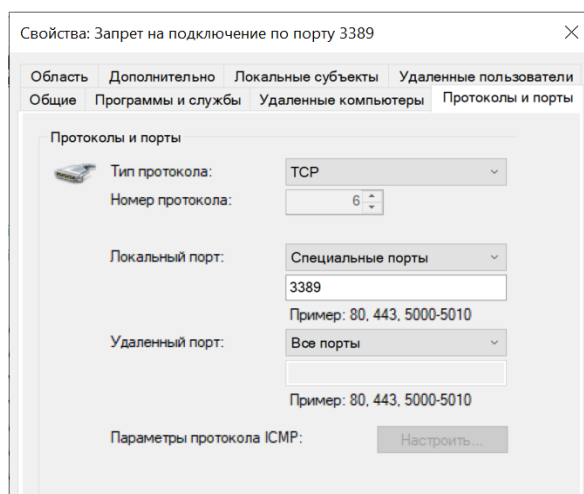 Свойства: Запрет на подключение по порту 3389
Область Дополнительно Локальные субъекты Удаленные пользователи
Общие Программы и службы Удаленные компьютеры Протоколы и порты
Протоколы и порты
Тип протокола: TCP
Номер протокола: 6
Локальный порт: Специальные порты
3389
Пример: 80, 443, 5000-5010
Удаленный порт: Все порты
Пример: 80, 443, 5000-5010
Параметры протокола ICMP: Настроить...